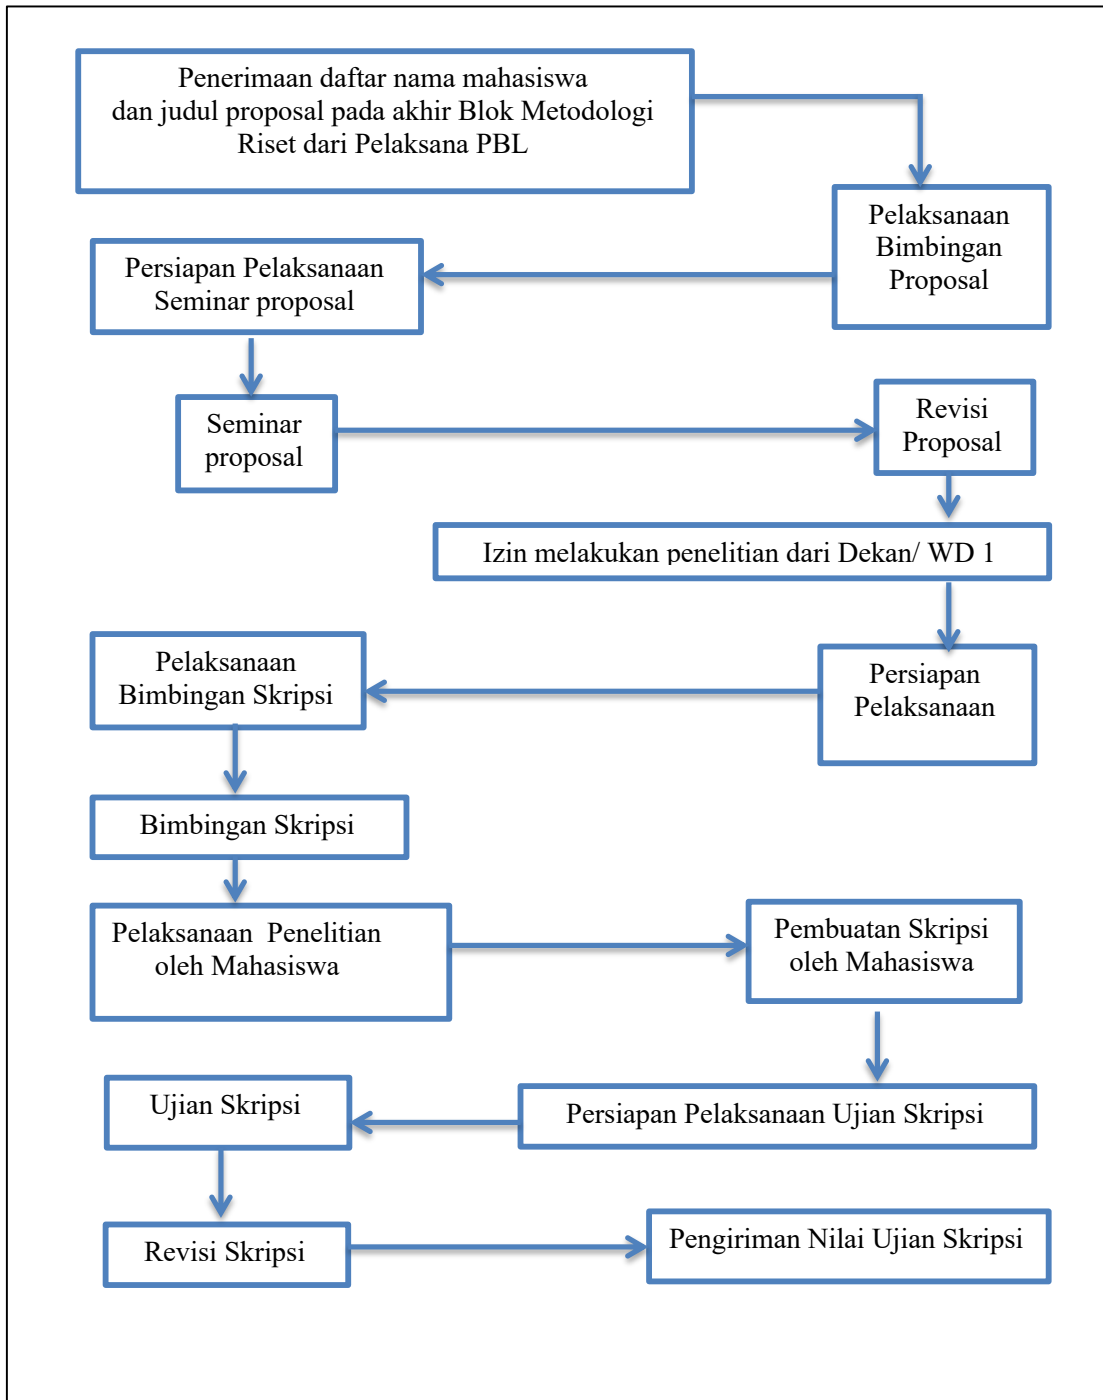 Penerimaan daftar nama mahasiswa
dan judul proposal pada akhir Blok Metodologi
Riset dari Pelaksana PBL
Pelaksanaan
Bimbingan
Proposal
Persiapan Pelaksanaan
Seminar proposal
Seminar
proposal
Revisi
Proposal
Izin melakukan penelitian dari Dekan/ WD 1
Persiapan
Pelaksanaan
Pelaksanaan
Bimbingan Skripsi
Bimbingan Skripsi
Pelaksanaan  Penelitian
oleh Mahasiswa
Pembuatan Skripsi
oleh Mahasiswa
Persiapan Pelaksanaan Ujian Skripsi
Ujian Skripsi
Revisi Skripsi
Pengiriman Nilai Ujian Skripsi